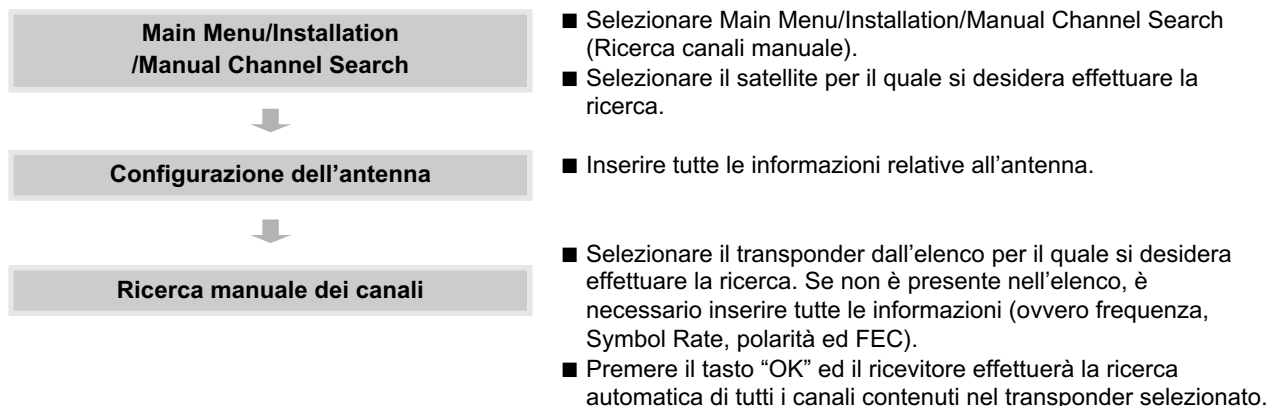 Main Menu/Installation
/Manual Channel Search
■ Selezionare Main Menu/Installation/Manual Channel Search
(Ricerca canali manuale).
■ Selezionare il satellite per il quale si desidera effettuare la
ricerca.
Configurazione dell’antenna
■ Inserire tutte le informazioni relative all’antenna.
Ricerca manuale dei canali
■ Selezionare il transponder dall’elenco per il quale si desidera
effettuare la ricerca. Se non è presente nell’elenco, è
necessario inserire tutte le informazioni (ovvero frequenza,
Symbol Rate, polarità ed FEC).
■ Premere il tasto “OK” ed il ricevitore effettuerà la ricerca
automatica di tutti i canali contenuti nel transponder selezionato.